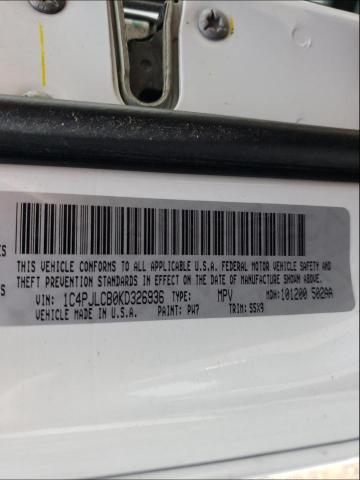 THIS VEHICLE CONFORMS TO ALL APPLICABLE U.S.A. FEDERAL MOTOR VEHICLE SAFETY AND
THEFT PREVENTION STANDARDS IN EFFECT ON THE DATE OF MANUFACTURE SHOWN ABOVE.
VIN: 1C4PJLCB0KD326936 TYPE: MPV MDH: 101200 502AA
VEHICLE MADE IN U.S.A. PAINT: PW7 TRIM: S5X9